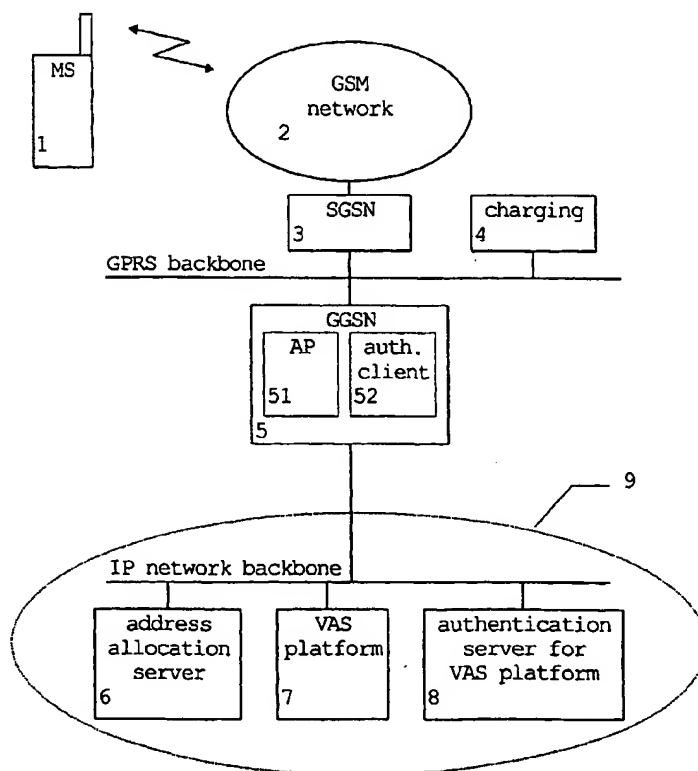 MS
1
GSM
network
2
SGSN
3
charging
4
GPRS backbone
GGSN
AP
51
auth.
client
52
5
9
IP network backbone
address
allocation
server
6
VAS
platform
7
authentication
server for
VAS platform
8